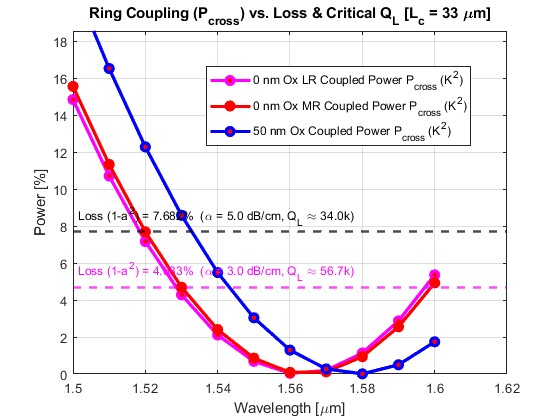 Ring Coupling (Pcross) vs. Loss & Critical QL [Lc = 33 μm]
18
16
14
12
10
8
6
4
2
0
Power [%]
0 nm Ox LR Coupled Power Pcross(K²)
0 nm Ox MR Coupled Power Pcross(K²)
50 nm Ox Coupled Power Pcross(K²)
Loss (1-a²) = % (α = 5.0 dB/cm, QL ≈ 34.0k)
Loss (1-a²) = % (α = 3.0 dB/cm, QL ≈ 56.7k)
1.5 1.52 1.54 1.56 1.58 1.6 1.62
Wavelength [μm]